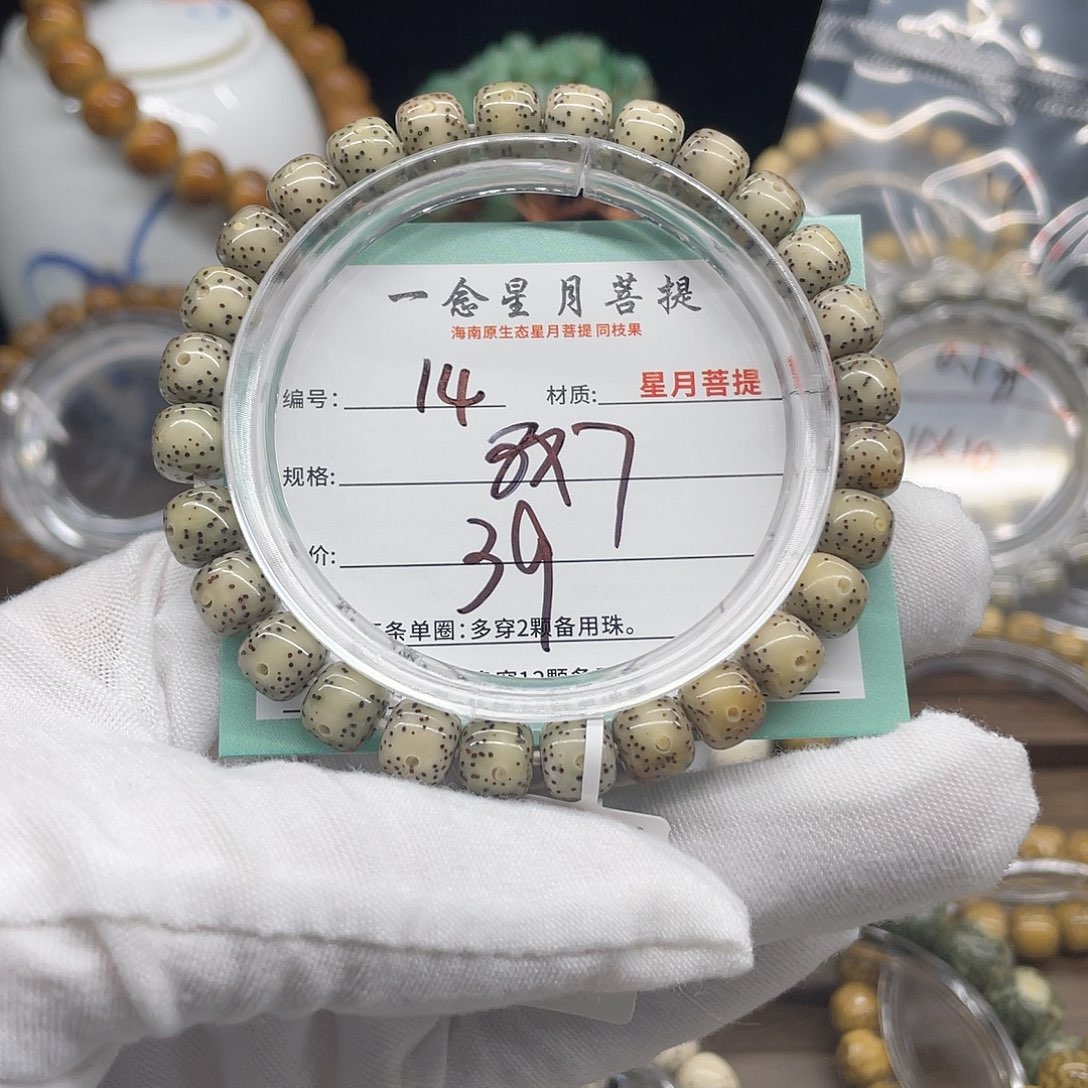 一念星月菩提
海南原生态星月菩提 同枝果
编号: 14 材质: 星月菩提
规格: 8X7
价: 39
条单圈:多穿2颗备用珠。